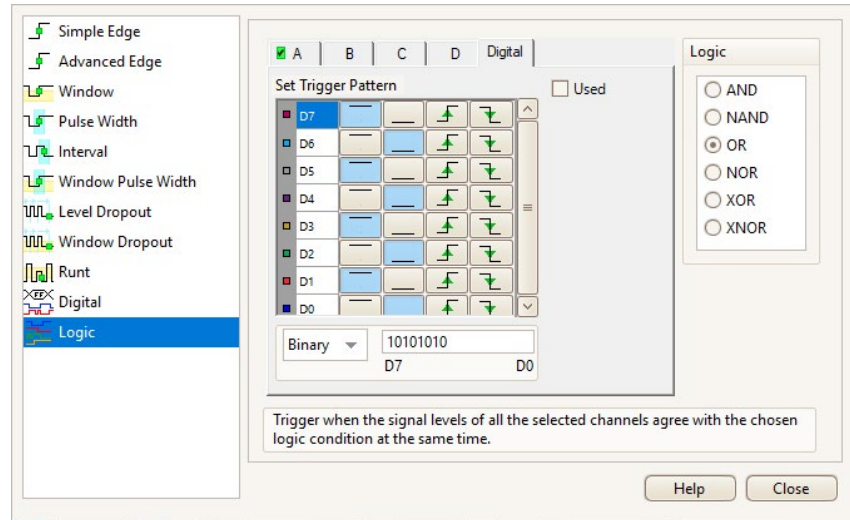 Simple Edge
Advanced Edge
Window
Pulse Width
Interval
Window Pulse Width
Level Dropout
Window Dropout
Runt
Digital
Logic
A B C D Digital
Set Trigger Pattern
Used
D7
D6
D5
D4
D3
D2
D1
D0
Binary 10101010
D7 D0
Logic
AND
NAND
OR
NOR
XOR
XNOR
Trigger when the signal levels of all the selected channels agree with the chosen
logic condition at the same time.
Help Close